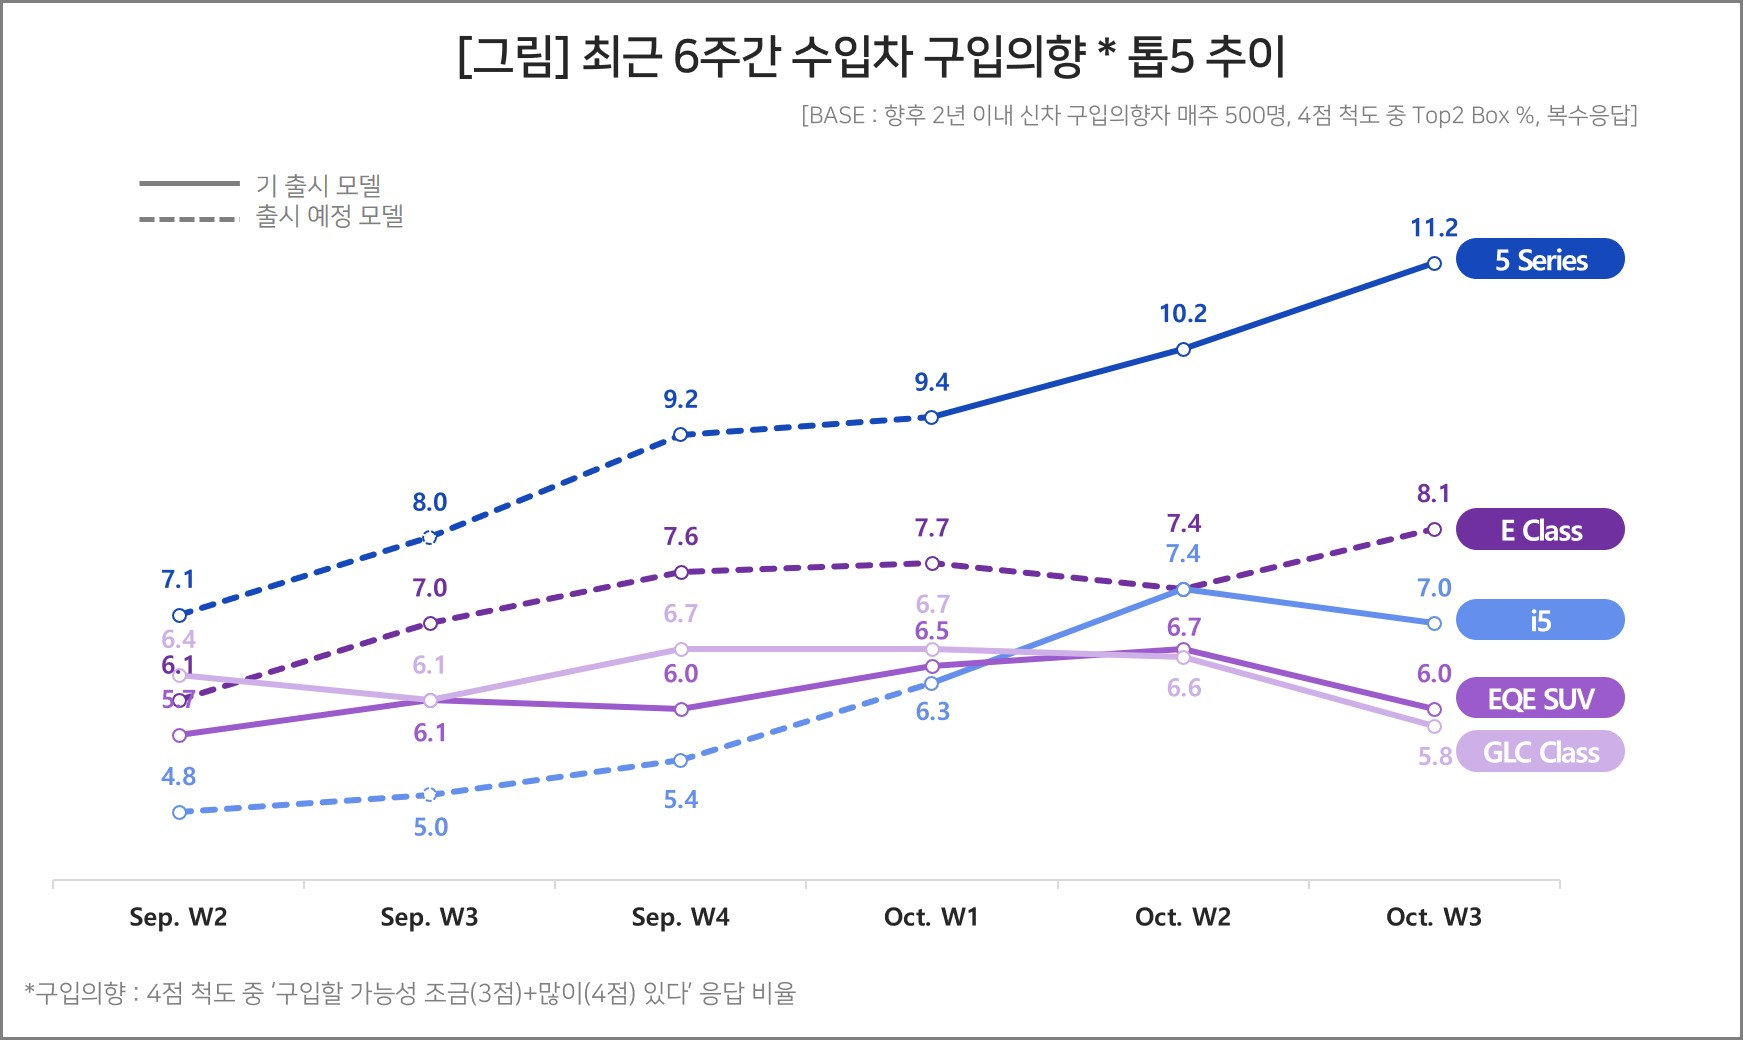 [그림] 최근 6주간 수입차 구입의향 * 톱5 추이
[BASE : 향후 2년 이내 신차 구입의향자 매주 500명, 4점 척도 중 Top2 Box %, 복수응답]
기 출시 모델
출시 예정 모델
7.1 8.0 9.2 9.4 10.2 11.2 5 Series
6.1 7.0 7.6 7.7 7.4 8.1 E Class
4.8 5.0 5.4 6.3 7.4 7.0 i5
5.7 6.1 6.0 6.5 6.7 6.0 EQE SUV
6.4 6.1 6.7 6.7 6.6 5.8 GLC Class
Sep. W2 Sep. W3 Sep. W4 Oct. W1 Oct. W2 Oct. W3
*구입의향 : 4점 척도 중 ‘구입할 가능성 조금(3점)+많이(4점) 있다’ 응답 비율